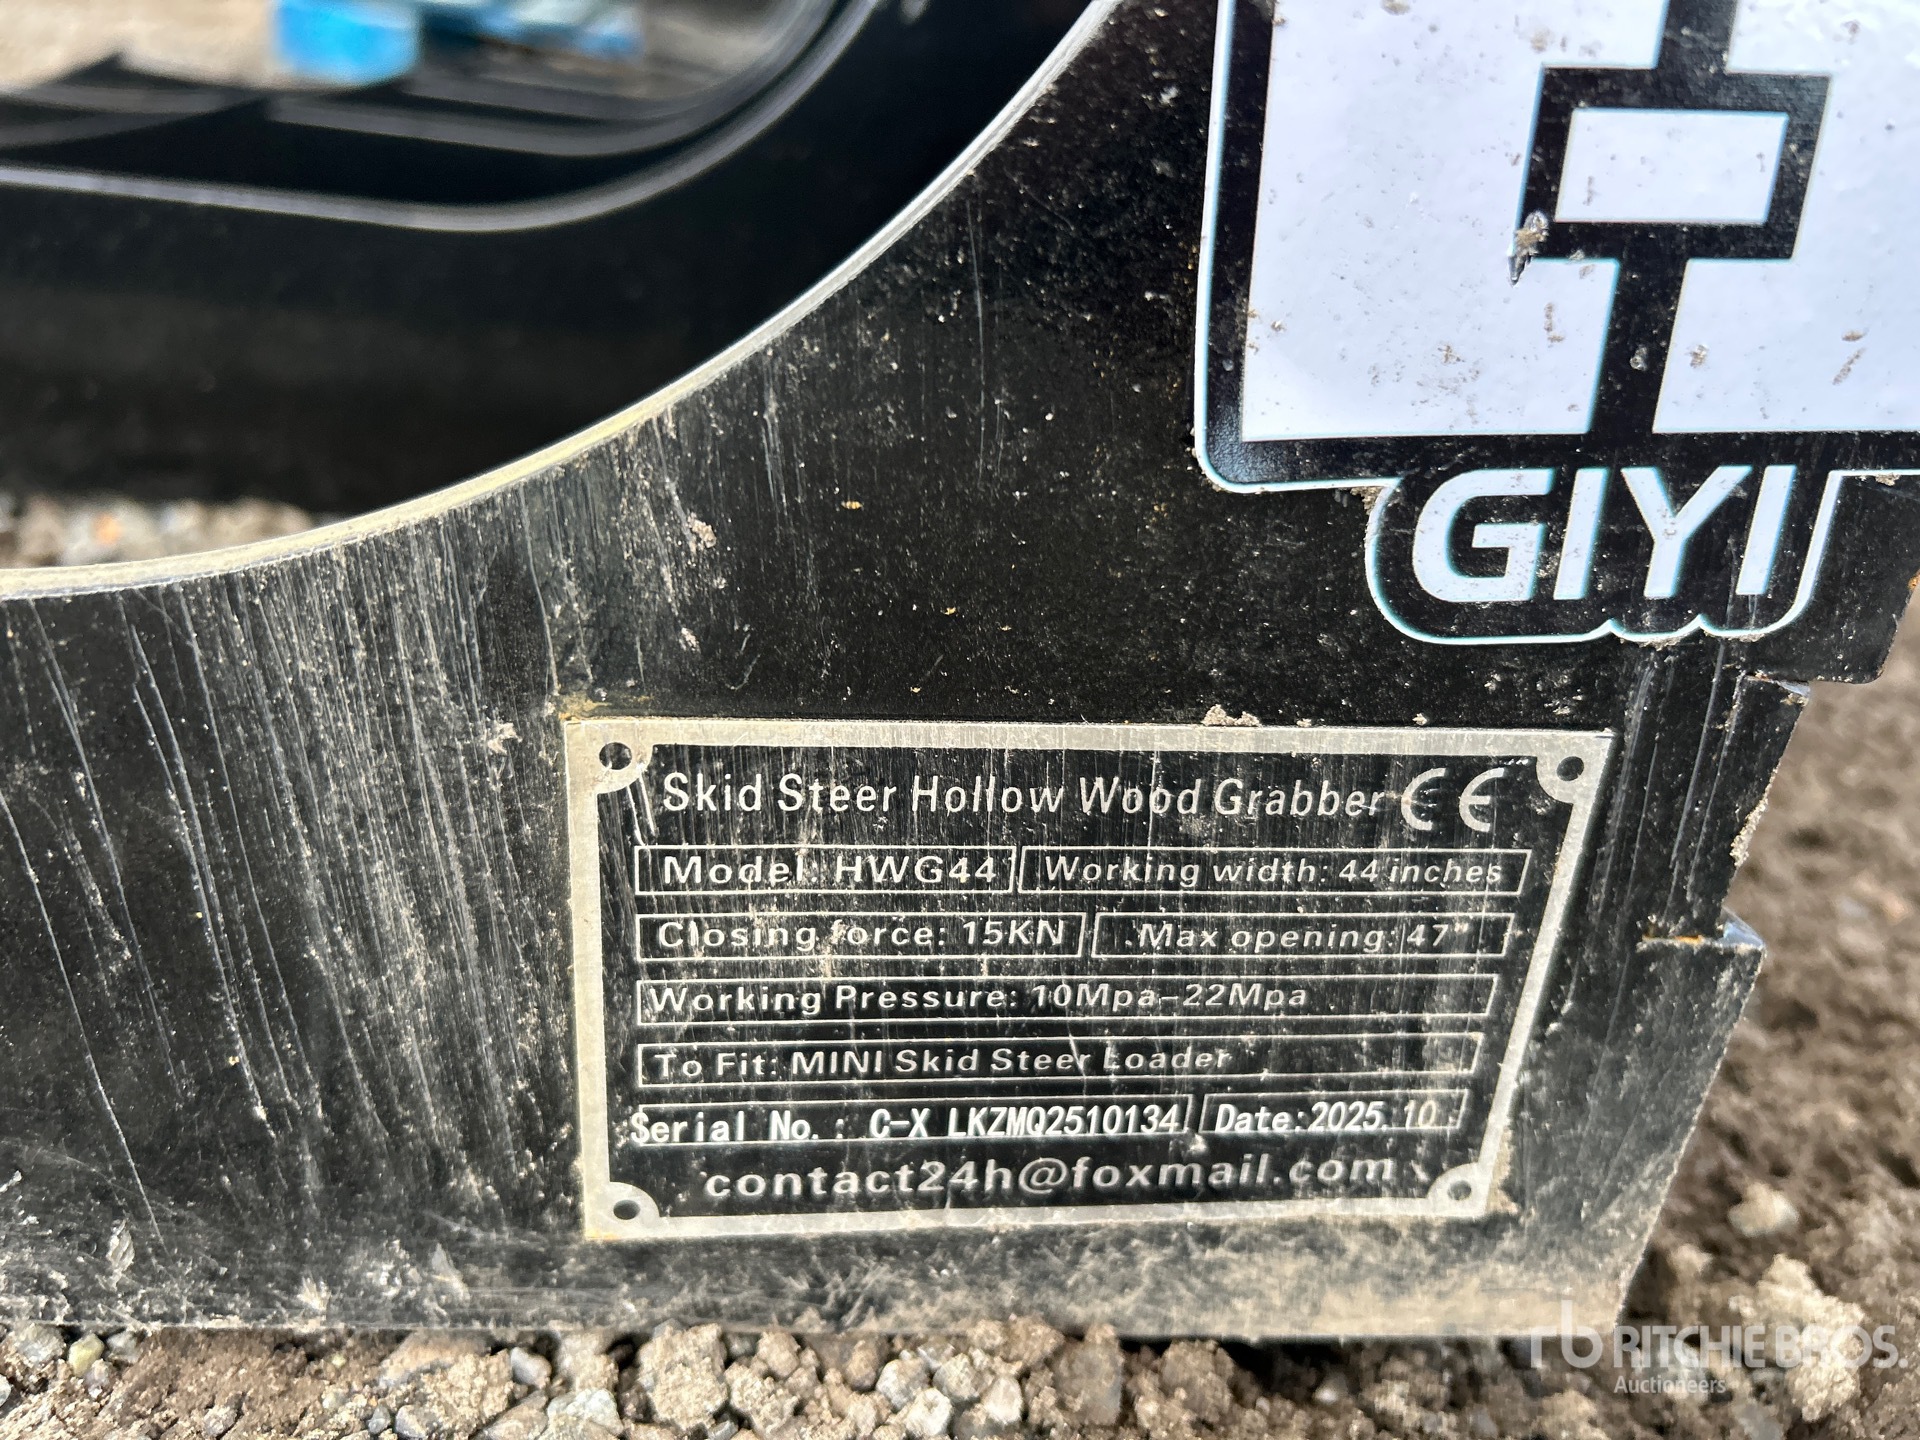 GIYI
Skid Steer Hollow Wood Grabber CE
Model: HWG44 Working width: 44 inches
Closing force: 15KN Max opening: 47"
Working Pressure: 10Mpa-22Mpa
To Fit: MINI Skid Steer Loader
Serial No.: C-X LKZMQ2510134 Date:2025.10
contact24h@foxmail.com
rb RITCHIE BROS.
Auctioneers